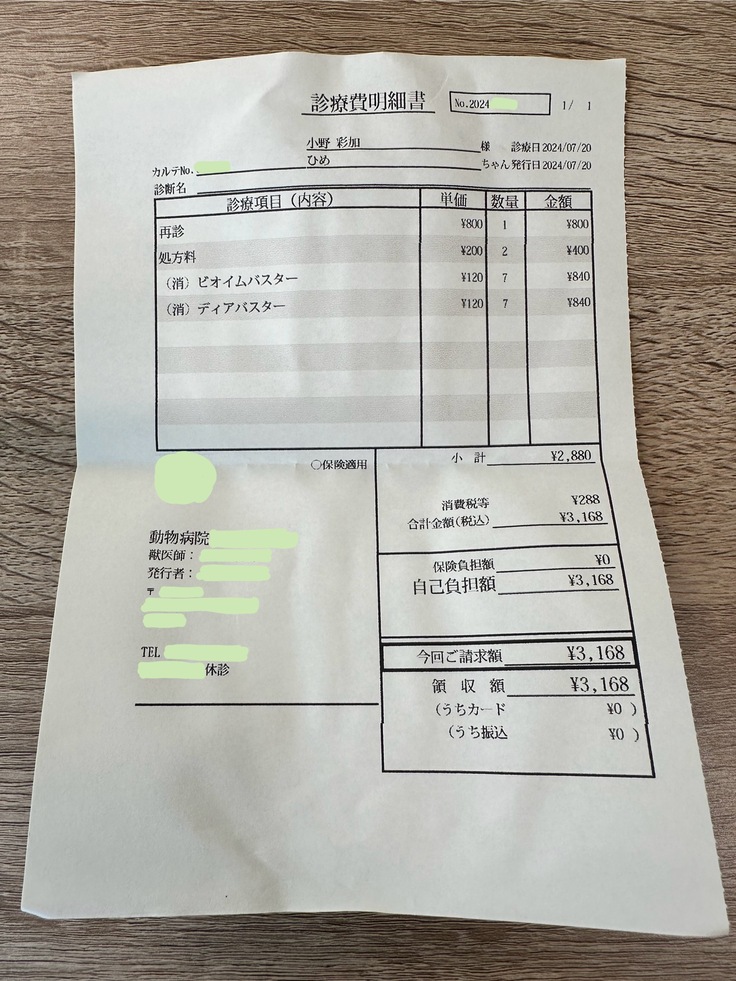 診療費明細書 No.2024 1/ 1
小野 彩加 様 診療日2024/07/20
カルテNo. ひめ ちゃん 発行日2024/07/20
診断名
診療項目（内容） 単価 数量 金額
再診 ¥800 1 ¥800
処方料 ¥200 2 ¥400
（消）ビオイムバスター ¥120 7 ¥840
（消）ディアバスター ¥120 7 ¥840
○保険適用
動物病院
獣医師：
発行者：
〒
TEL
休診
小 計 ¥2,880
消費税等 ¥288
合計金額(税込) ¥3,168
保険負担額 ¥0
自己負担額 ¥3,168
今回ご請求額 ¥3,168
領 収 額 ¥3,168
(うちカード ¥0 )
(うち振込 ¥0 )